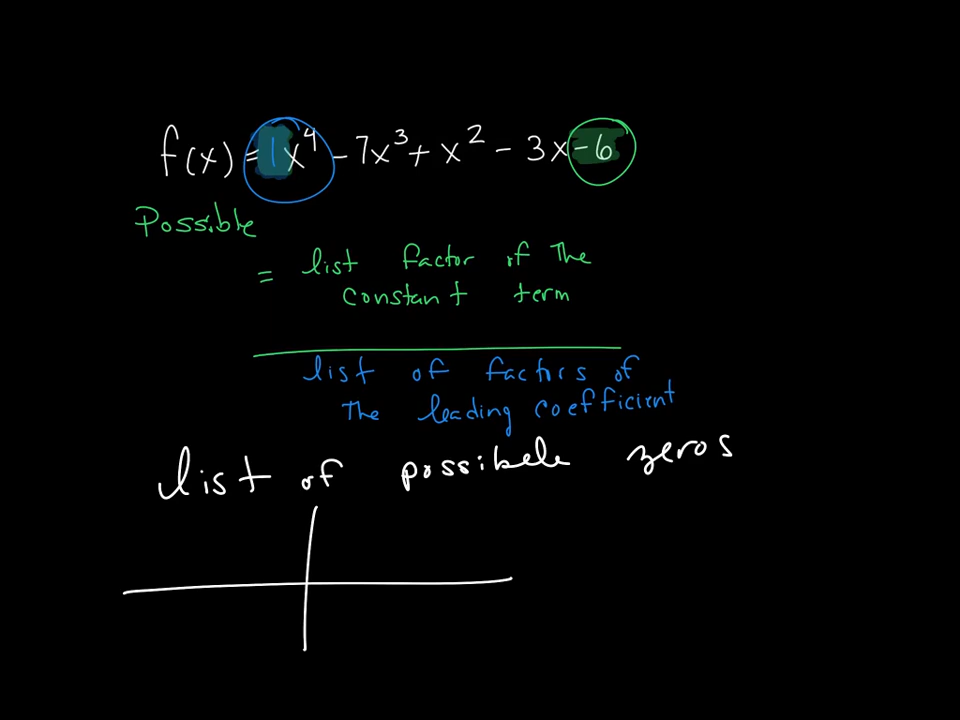 f(x) = 1x⁴ - 7x³ + x² - 3x - 6
Possible
= list factor of the
constant term
list of factors of
the leading coefficient
list of possibele zeros